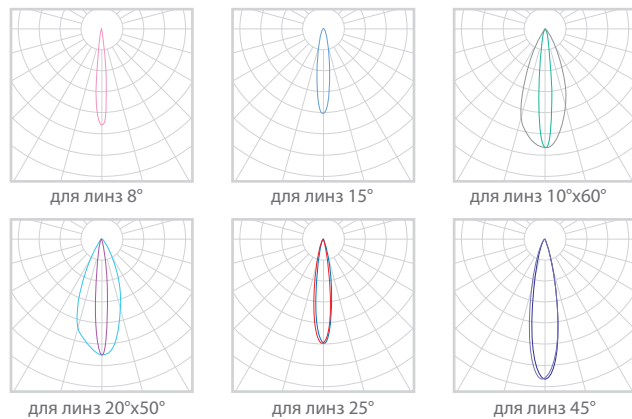 для линз 8°
для линз 15°
для линз 10°x60°
для линз 20°x50°
для линз 25°
для линз 45°